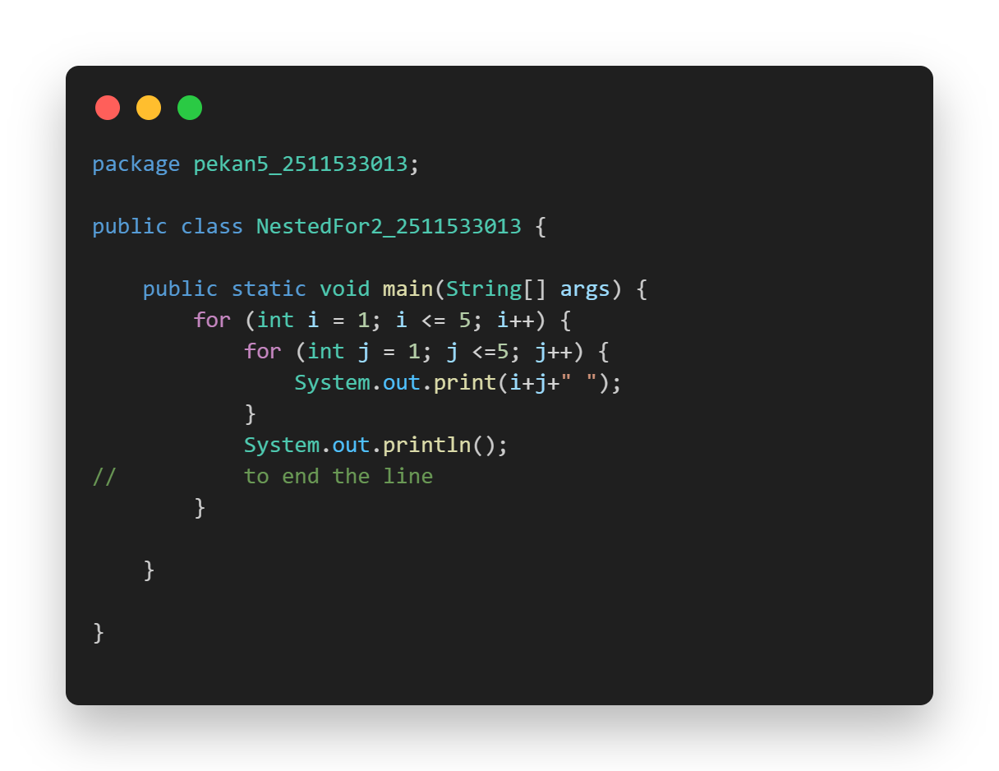 package pekan5_2511533013;

public class NestedFor2_2511533013 {

    public static void main(String[] args) {
        for (int i = 1; i <= 5; i++) {
            for (int j = 1; j <=5; j++) {
                System.out.print(i+j+" ");
            }
            System.out.println();
//          to end the line
        }

    }

}